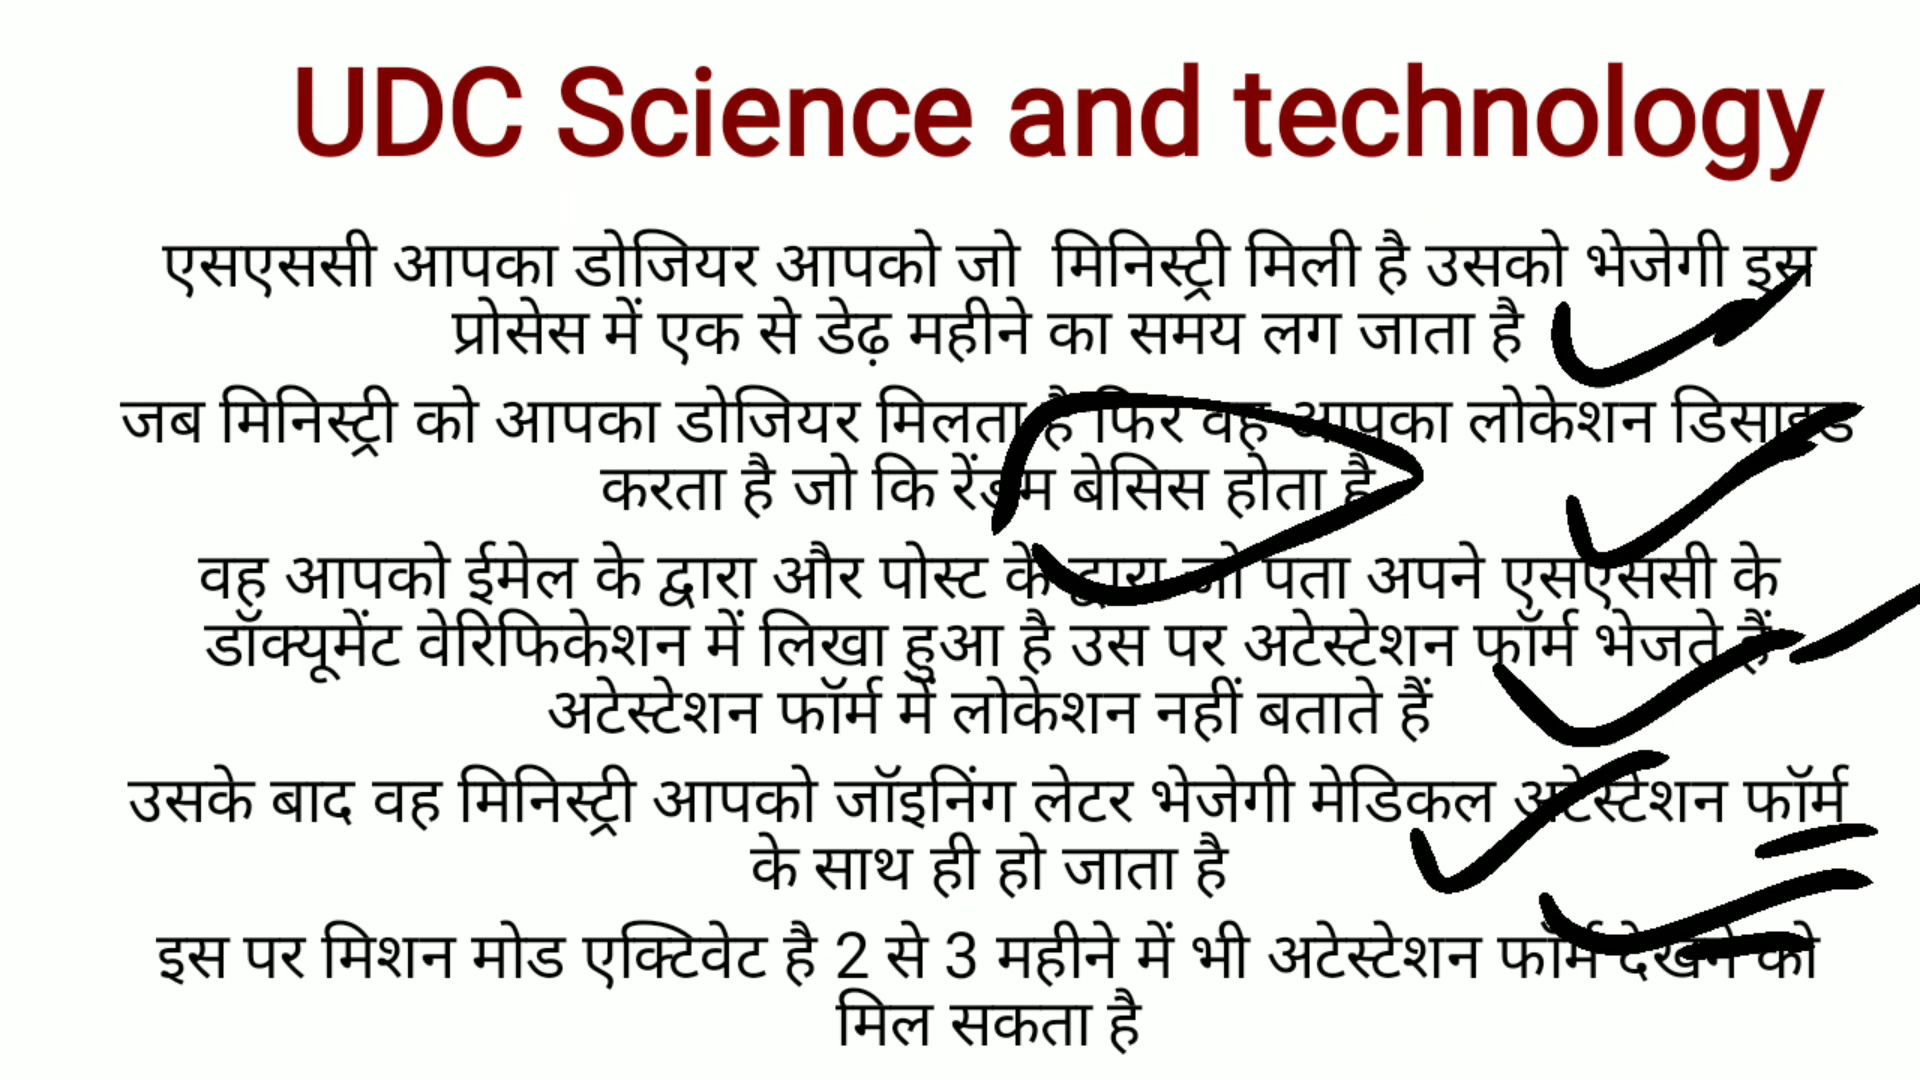 UDC Science and technology
एसएससी आपका डोजियर आपको जो मिनिस्ट्री मिली है उसको भेजेगी इस
प्रोसेस में एक से डेढ़ महीने का समय लग जाता है
जब मिनिस्ट्री को आपका डोजियर मिलता है फिर वह आपका लोकेशन डिसाइड
करता है जो कि रेंडम बेसिस होता है
वह आपको ईमेल के द्वारा और पोस्ट के द्वारा जो पता अपने एसएससी के
डॉक्यूमेंट वेरिफिकेशन में लिखा हुआ है उस पर अटेस्टेशन फॉर्म भेजते हैं
अटेस्टेशन फॉर्म में लोकेशन नहीं बताते हैं
उसके बाद वह मिनिस्ट्री आपको जॉइनिंग लेटर भेजेगी मेडिकल अटेस्टेशन फॉर्म
के साथ ही हो जाता है
इस पर मिशन मोड एक्टिवेट है 2 से 3 महीने में भी अटेस्टेशन फॉर्म देखने को
मिल सकता है